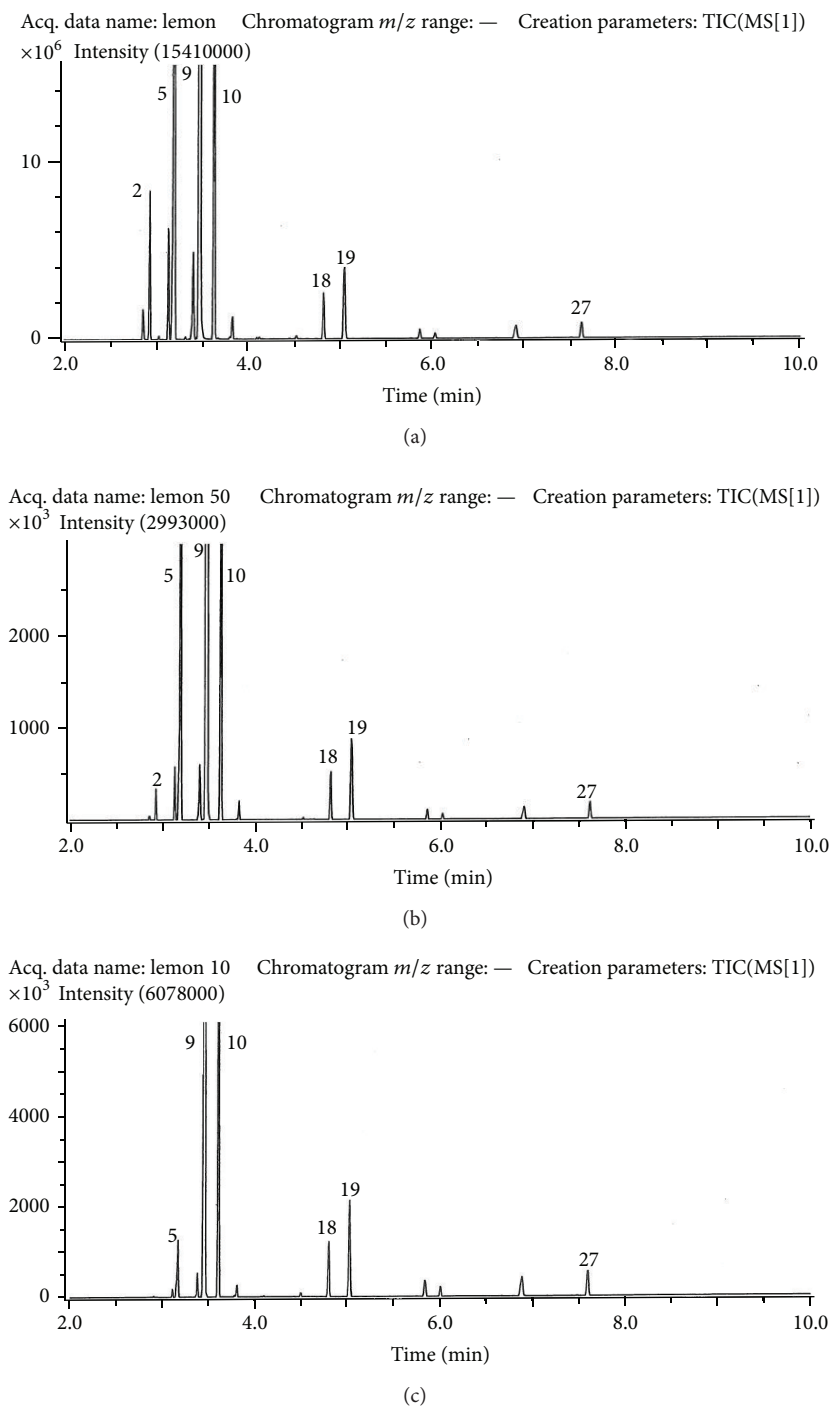 Acq. data name: lemon Chromatogram m/z range: — Creation parameters: TIC(MS[1])
×10⁶ Intensity (15410000)
9
5 10
10
2
19
18
27
0
2.0 4.0 6.0 8.0 10.0
Time (min)
(a)
Acq. data name: lemon 50 Chromatogram m/z range: — Creation parameters: TIC(MS[1])
×10³ Intensity (2993000)
9
5 10
2000
1000
19
18
2
27
2.0 4.0 6.0 8.0 10.0
Time (min)
(b)
Acq. data name: lemon 10 Chromatogram m/z range: — Creation parameters: TIC(MS[1])
×10³ Intensity (6078000)
6000
9 10
4000
2000
19
18
5
27
0
2.0 4.0 6.0 8.0 10.0
Time (min)
(c)